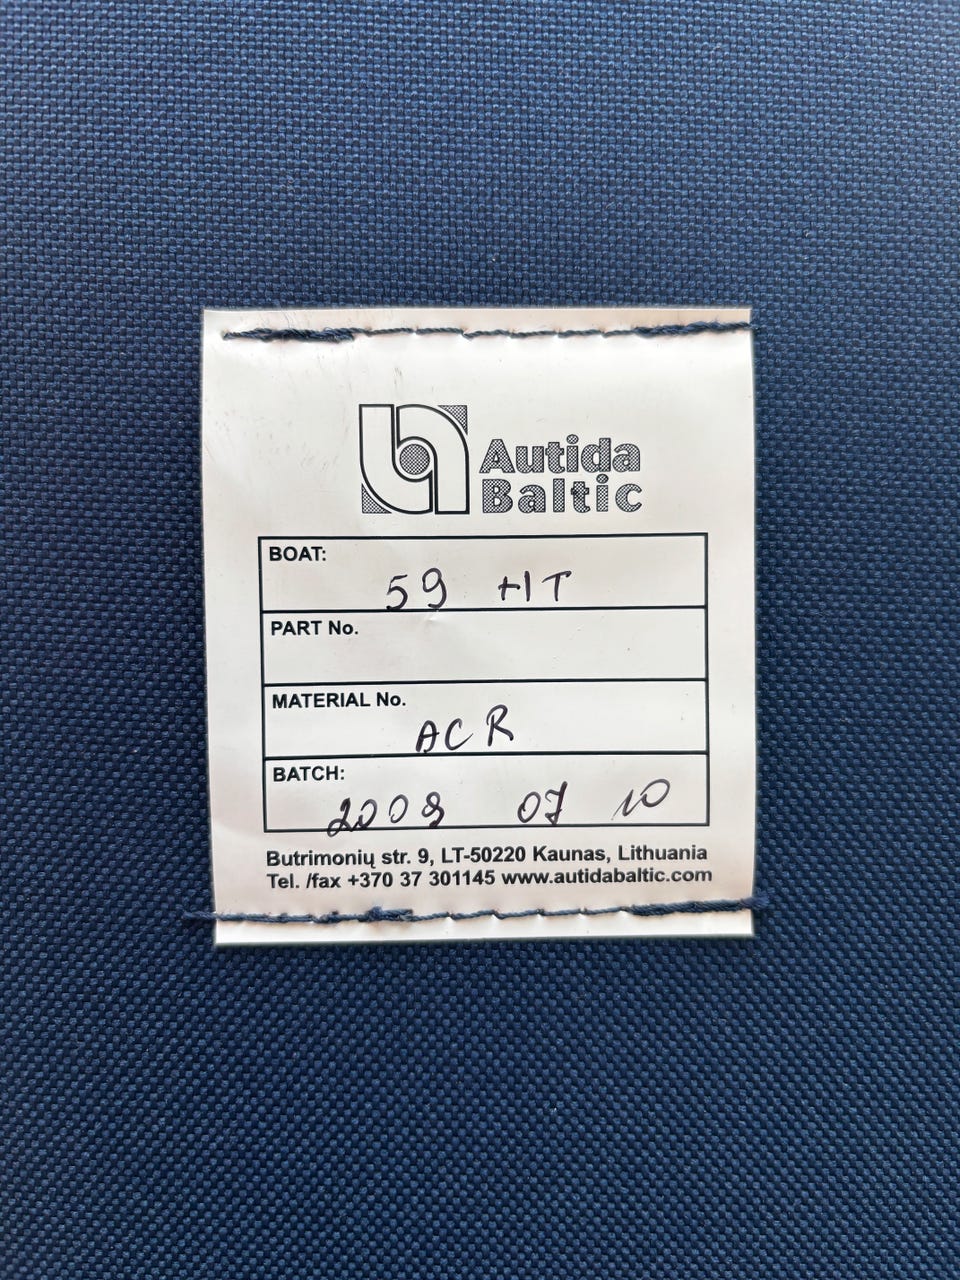 Autida
Baltic
BOAT:
59 HT
PART No.
MATERIAL No.
ACR
BATCH:
2008 07 10
Butrimonių str. 9, LT-50220 Kaunas, Lithuania
Tel. /fax +370 37 301145 www.autidabaltic.com